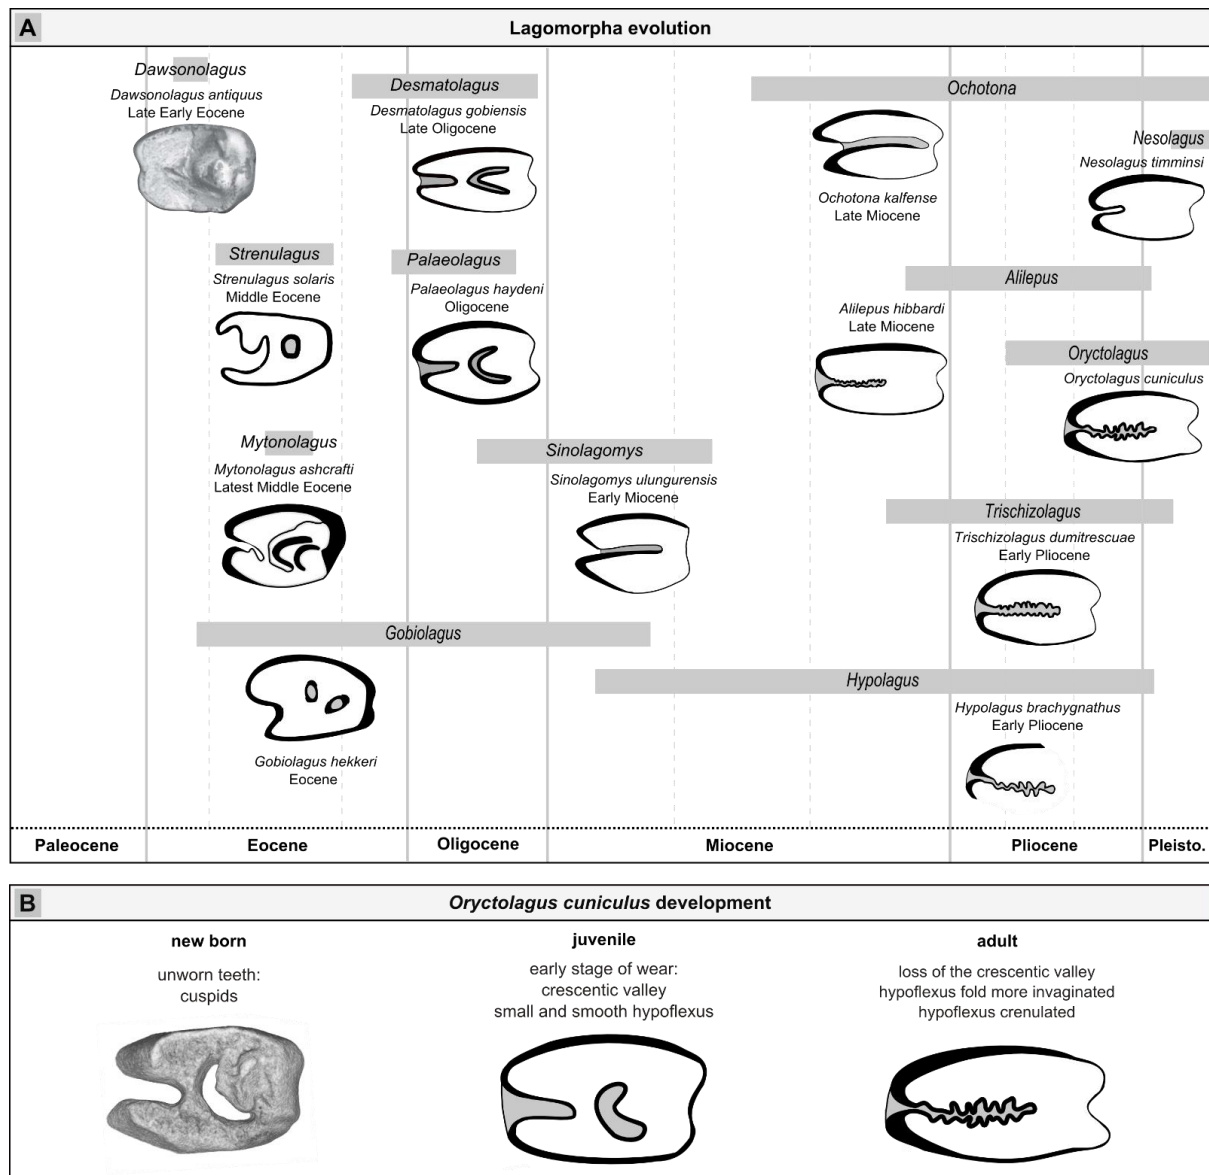 A
Lagomorpha evolution
Dawsonolagus
Dawsonolagus antiquus
Late Early Eocene
Desmatolagus
Desmatolagus gobiensis
Late Oligocene
Ochotona
Ochotona kalfense
Late Miocene
Nesolagus
Nesolagus timminsi
Strenulagus
Strenulagus solaris
Middle Eocene
Palaeolagus
Palaeolagus haydeni
Oligocene
Alilepus
Alilepus hibbardi
Late Miocene
Oryctolagus
Oryctolagus cuniculus
Mytonolagus
Mytonolagus ashcrafti
Latest Middle Eocene
Sinolagomys
Sinolagomys ulungurensis
Early Miocene
Trischizolagus
Trischizolagus dumitrescuae
Early Pliocene
Gobiolagus
Gobiolagus hekkeri
Eocene
Hypolagus
Hypolagus brachygnathus
Early Pliocene
Paleocene
Eocene
Oligocene
Miocene
Pliocene
Pleisto.
B
Oryctolagus cuniculus development
new born
unworn teeth:
cuspids
juvenile
early stage of wear:
crescentic valley
small and smooth hypoflexus
adult
loss of the crescentic valley
hypoflexus fold more invaginated
hypoflexus crenulated